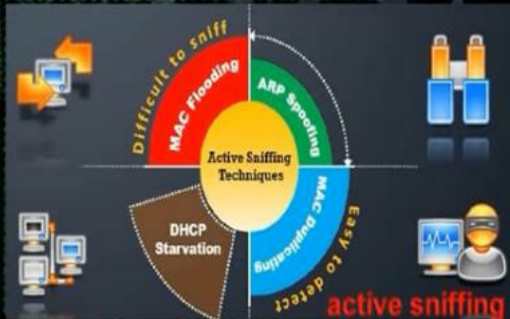 Difficult to sniff
MAC Flooding
ARP Spoofing
Active Sniffing
Techniques
DHCP
Starvation
MAC Duplicating
Easy to detect
active sniffing